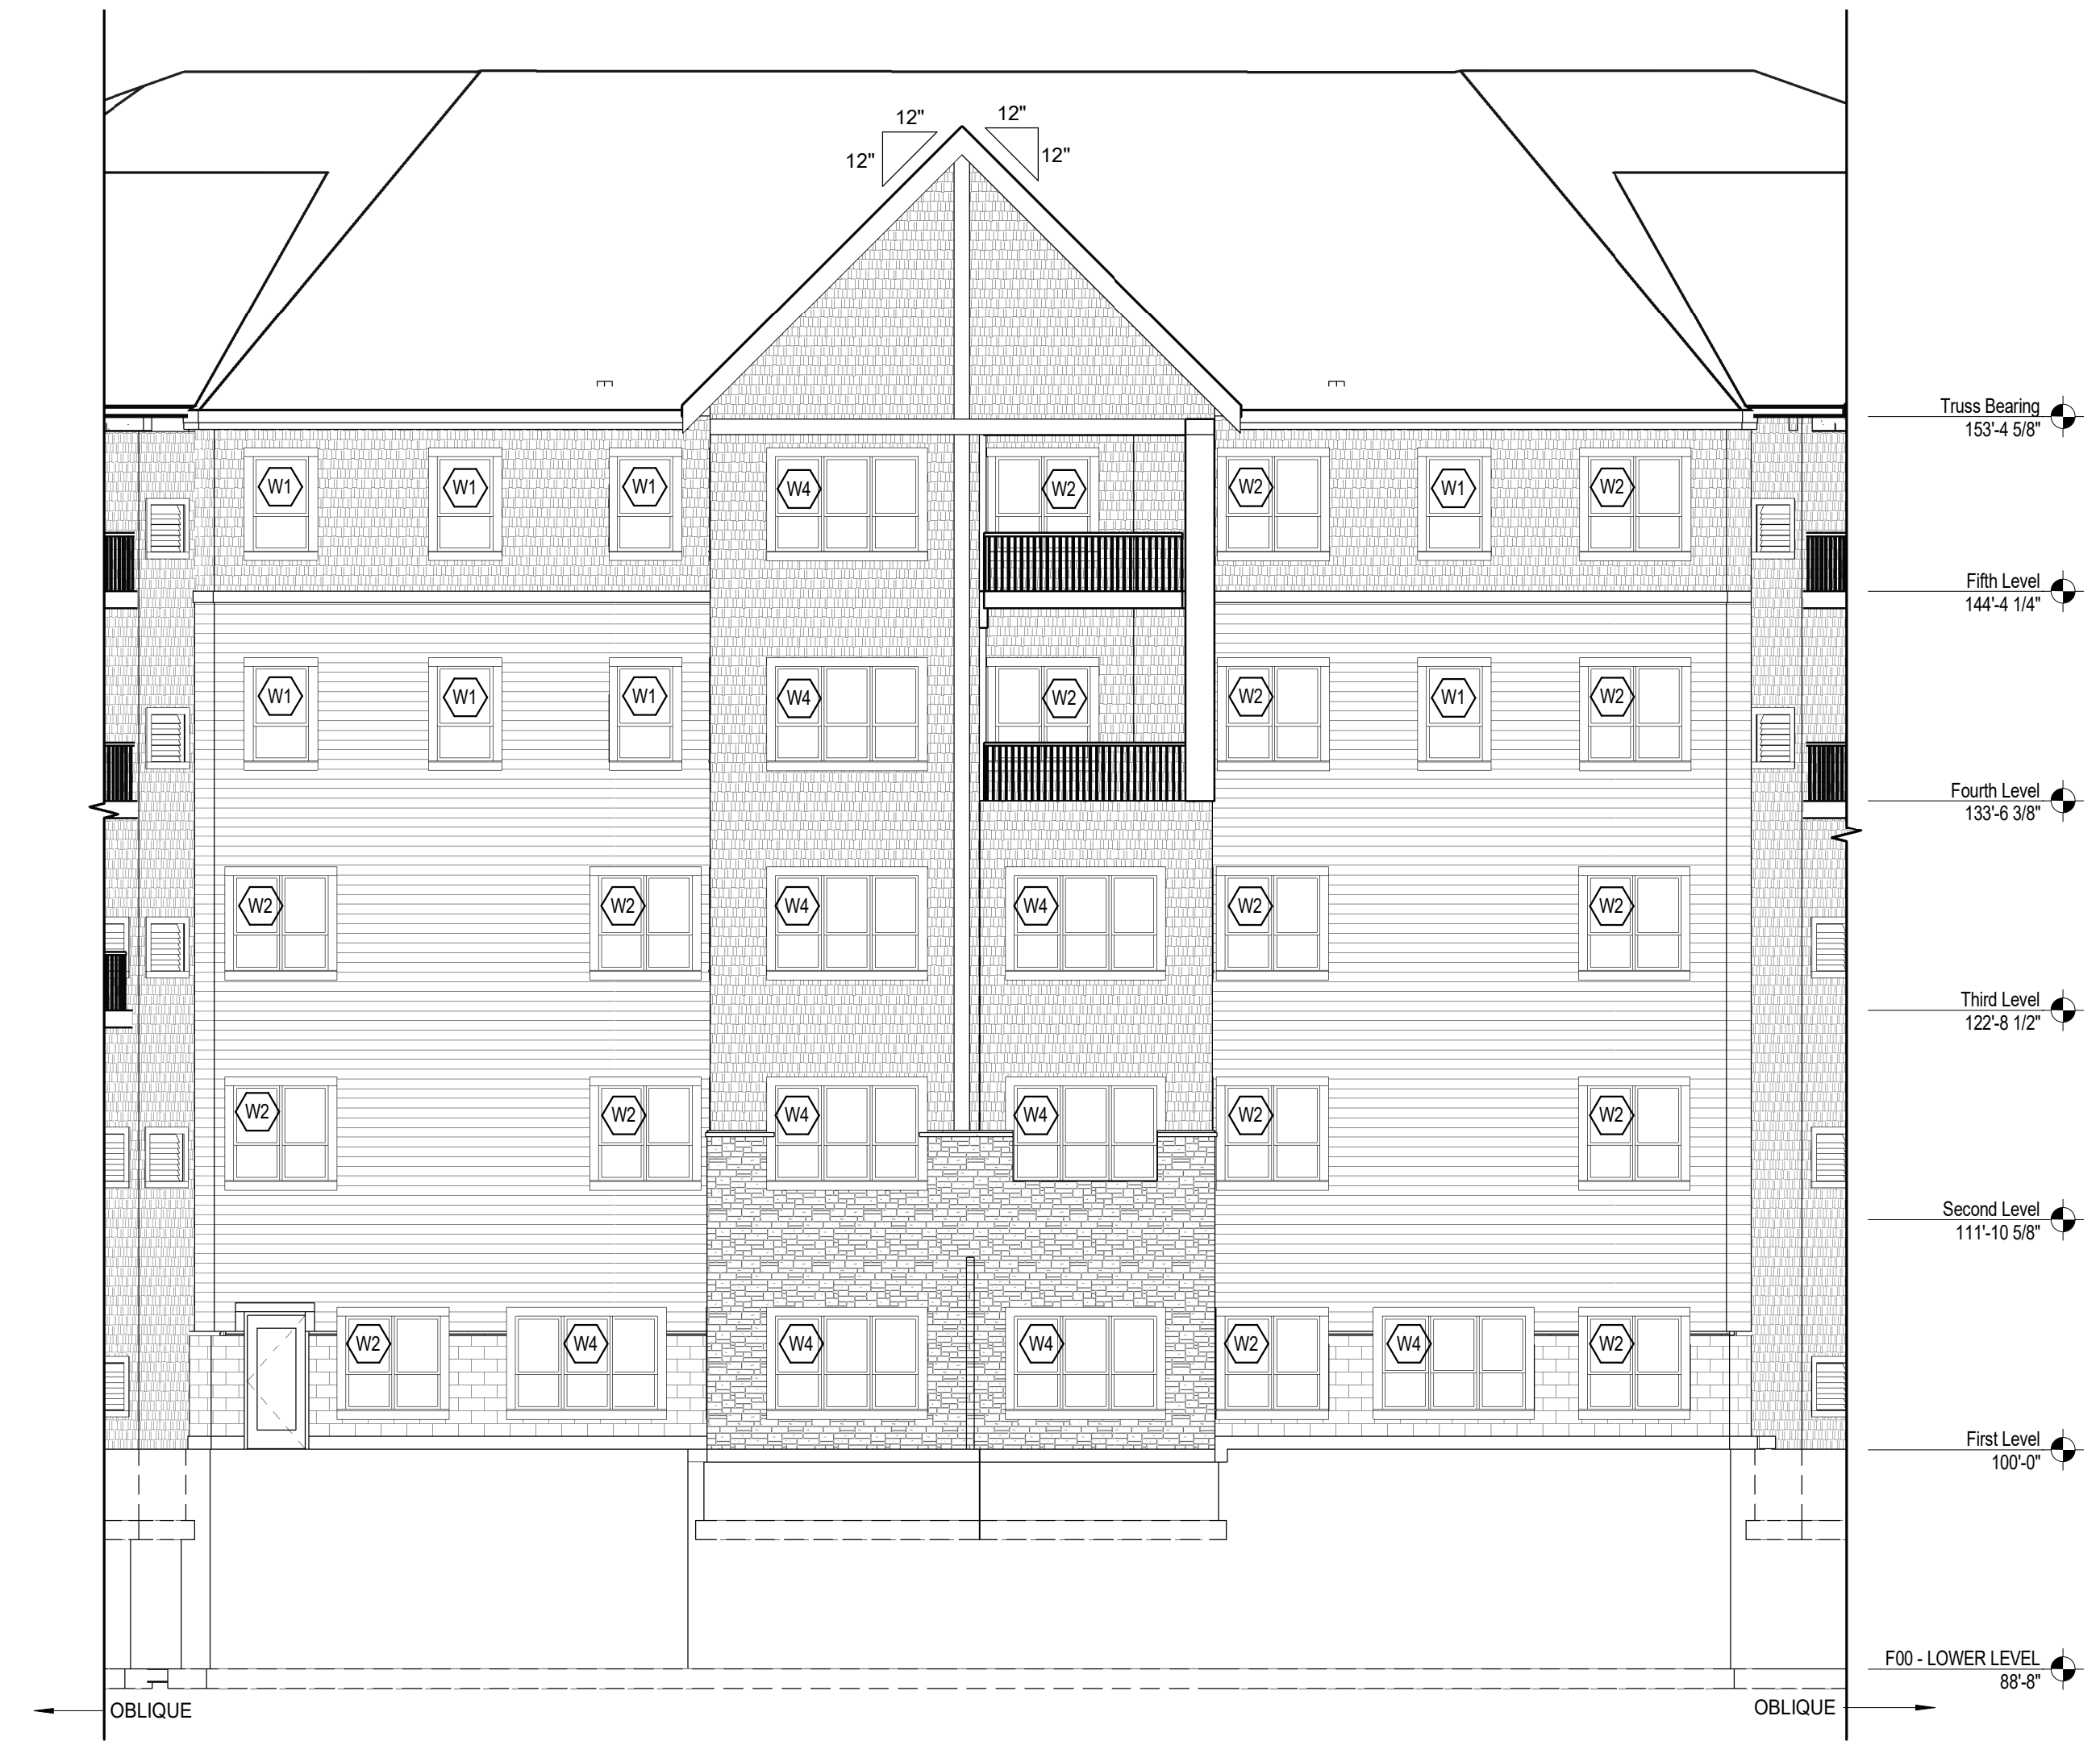 12"
12"
12"
12"
Truss Bearing
153'-4 5/8"
W1
W1
W1
W4
W2
W2
W1
W2
Fifth Level
144'-4 1/4"
W1
W1
W1
W4
W2
W2
W1
W2
Fourth Level
133'-6 3/8"
W2
W2
W4
W4
W2
W2
Third Level
122'-8 1/2"
W2
W2
W4
W4
W2
W2
Second Level
111'-10 5/8"
W2
W4
W4
W4
W2
W4
W2
First Level
100'-0"
F00 - LOWER LEVEL
88'-8"
OBLIQUE
OBLIQUE